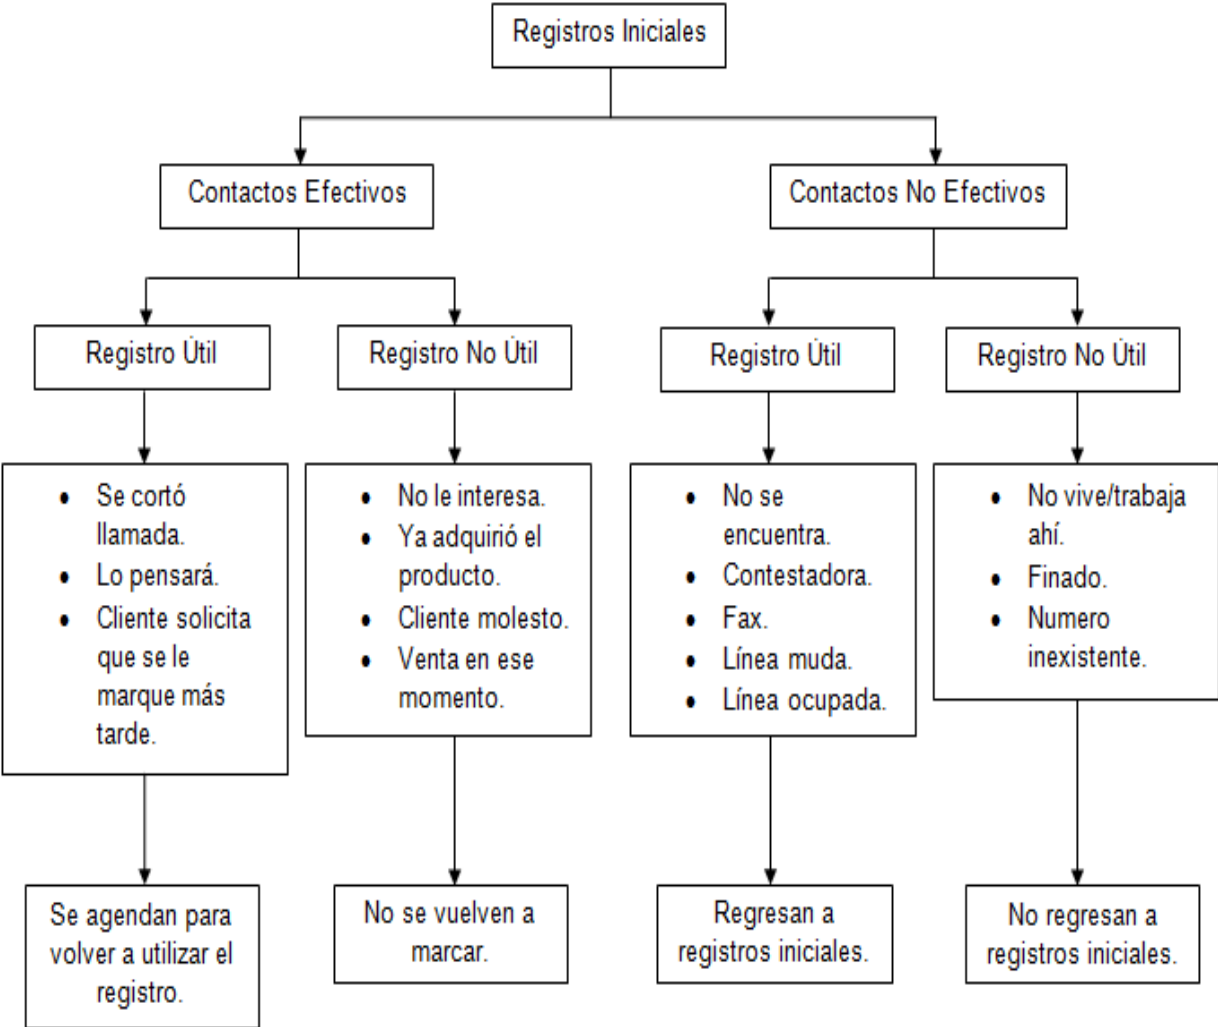 Registros Iniciales
Contactos Efectivos
Contactos No Efectivos
Registro Útil
Registro No Útil
Registro Útil
Registro No Útil
• Se cortó
llamada.
• Lo pensará.
• Cliente solicita
que se le
marque más
tarde.
• No le interesa.
• Ya adquirió el
producto.
• Cliente molesto.
• Venta en ese
momento.
• No se
encuentra.
• Contestadora.
• Fax.
• Línea muda.
• Línea ocupada.
• No vive/trabaja
ahí.
• Finado.
• Numero
inexistente.
Se agendan para
volver a utilizar el
registro.
No se vuelven a
marcar.
Regresan a
registros iniciales.
No regresan a
registros iniciales.